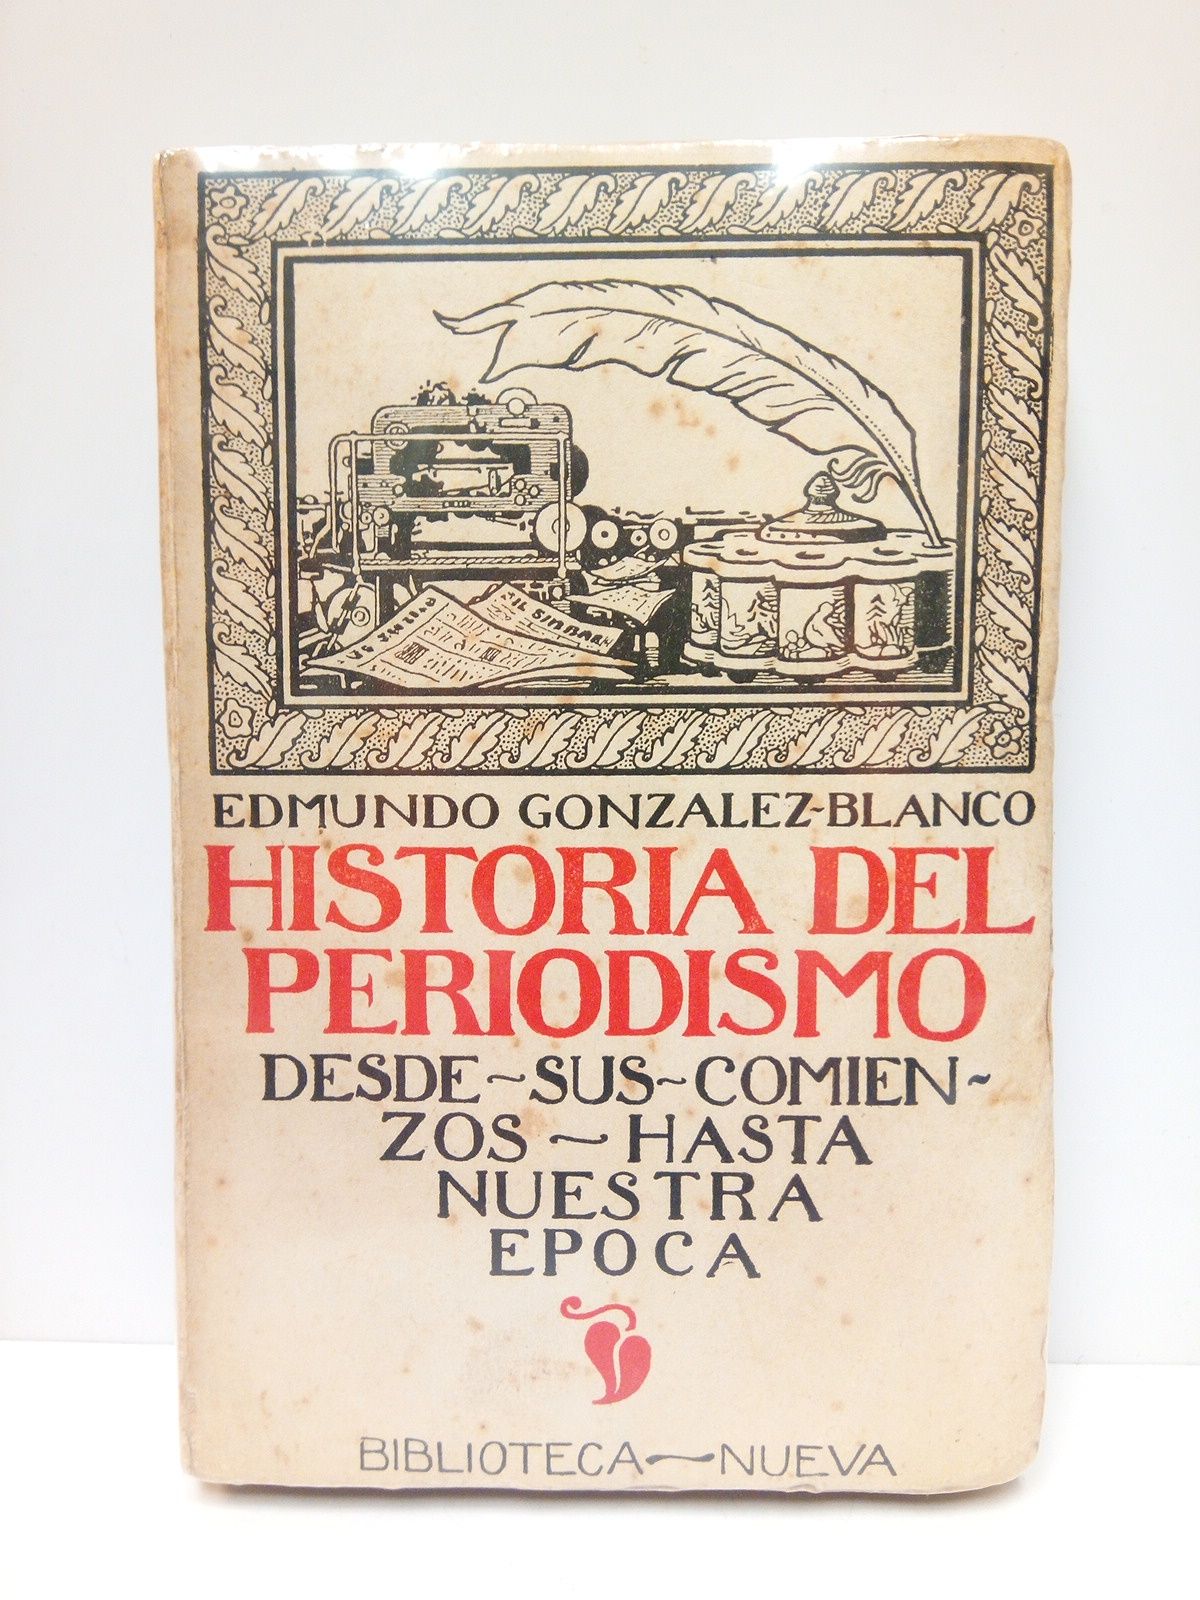 EDMUNDO GONZALEZ-BLANCO
HISTORIA DEL
PERIODISMO
DESDE~SUS~COMIEN-
ZOS~HASTA
NUESTRA
EPOCA
BIBLIOTECA~NUEVA